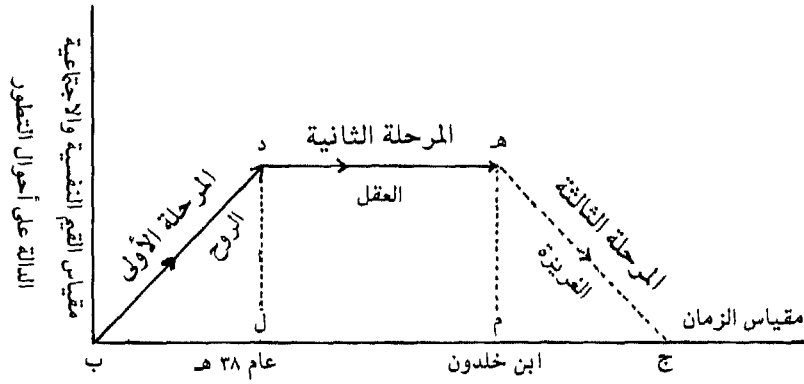 مقياس القيم النفسية والاجتماعية
الدالة على أحوال التطور
د
المرحلة الثانية
هـ
العقل
المرحلة الأولى
الروح
المرحلة الثالثة
الغريزة
ل
م
مقياس الزمان
ب
عام ٣٨ هـ
ابن خلدون
ج